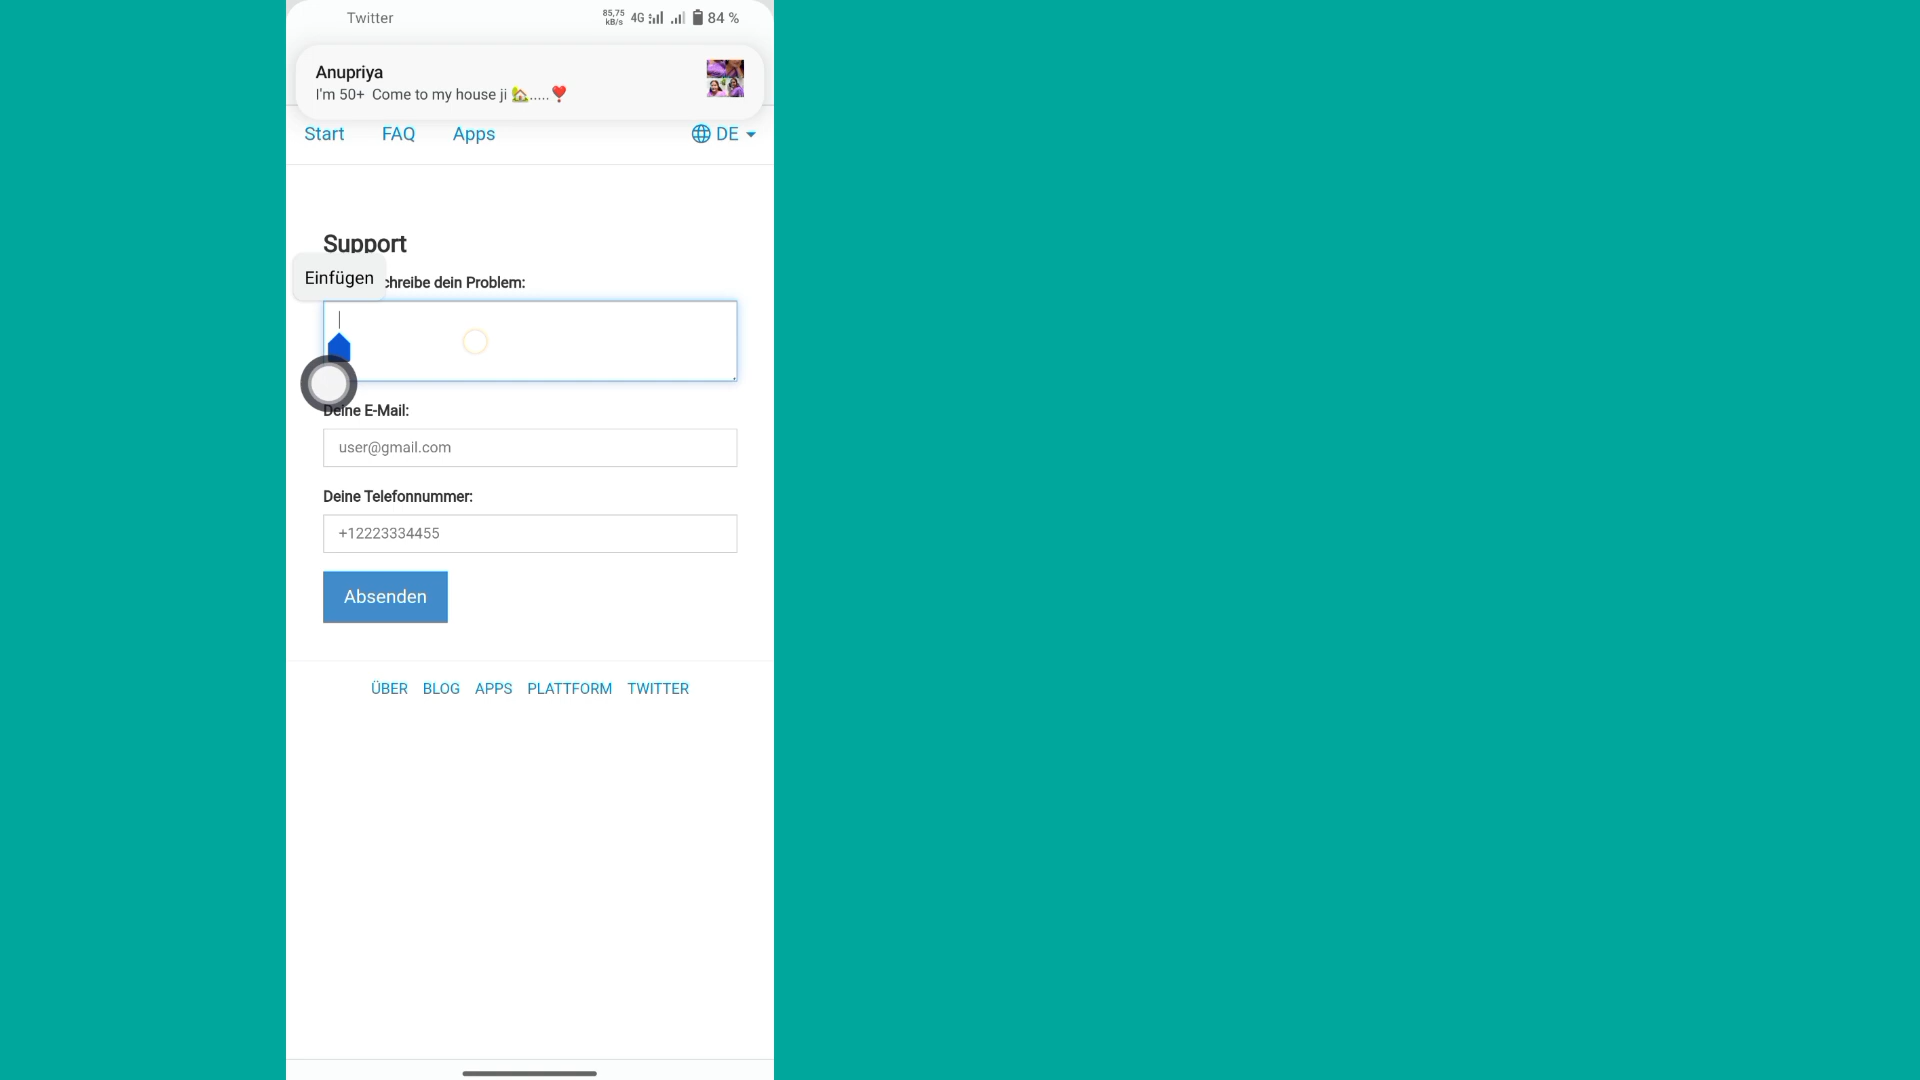 Twitter
85,75 kB/s 4G 84 %
Anupriya
I'm 50+ Come to my house ji 🏡.....❣️
Start FAQ Apps DE
Support
Einfügen
chreibe dein Problem:
Deine E-Mail:
user@gmail.com
Deine Telefonnummer:
+12223334455
Absenden
ÜBER BLOG APPS PLATTFORM TWITTER